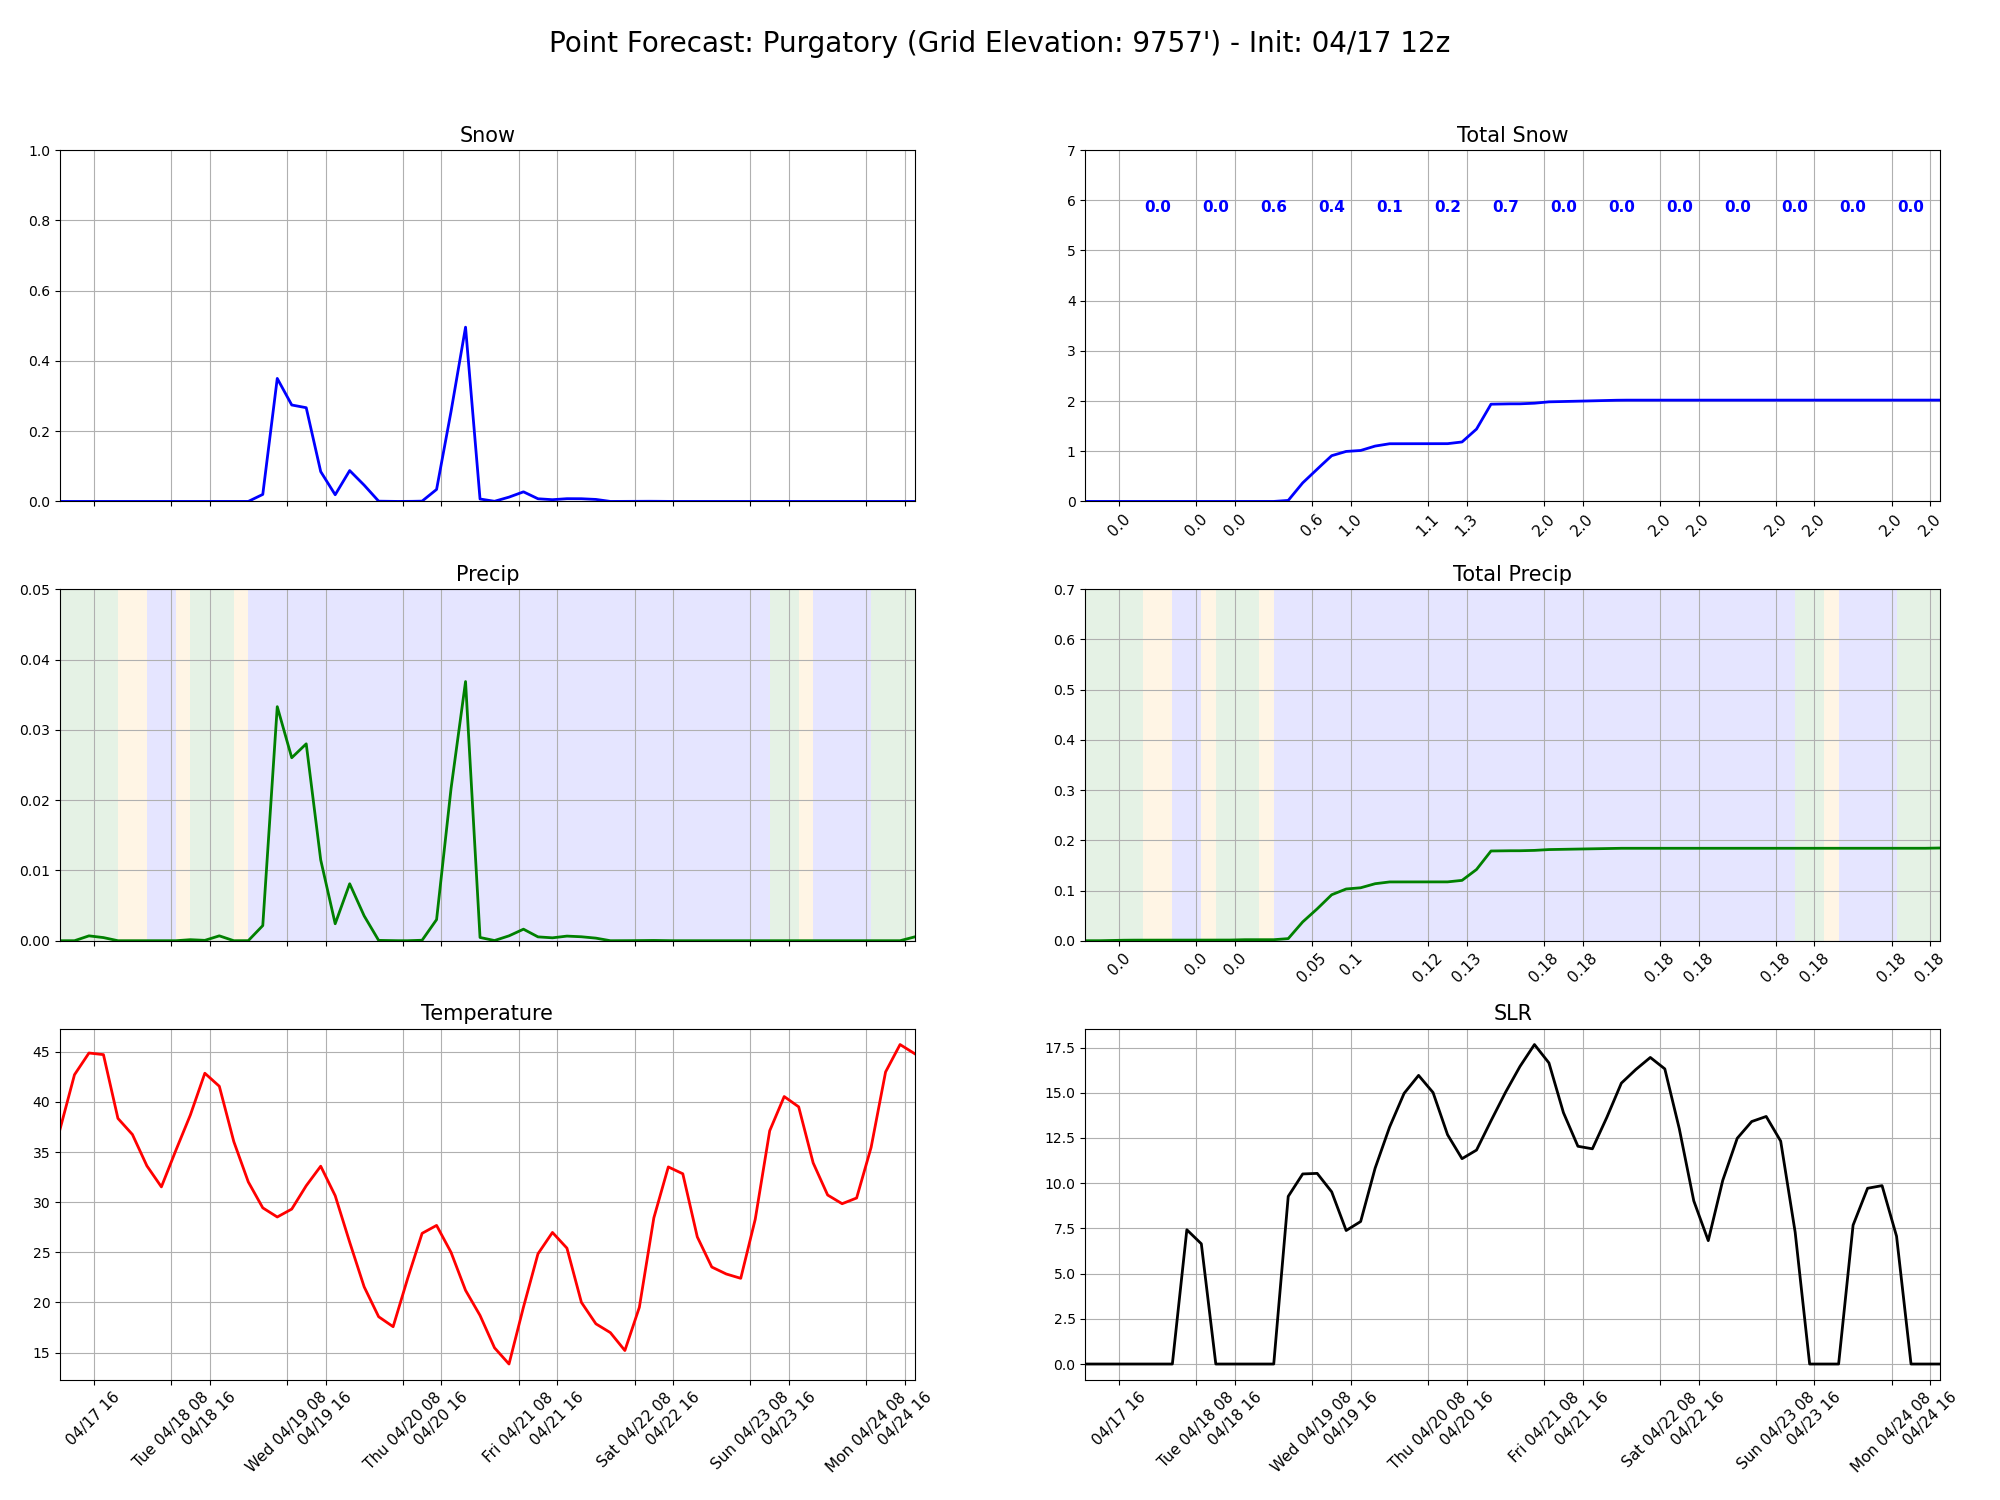 Point Forecast: Purgatory (Grid Elevation: 9757') - Init: 04/17 12z
Snow
1.0
0.8
0.6
0.4
0.2
0.0
Total Snow
7
6
5
4
3
2
1
0
0.0 0.0 0.6 0.4 0.1 0.2 0.7 0.0 0.0 0.0 0.0 0.0 0.0 0.0
0.0 0.0 0.0 0.6 1.0 1.1 1.3 2.0 2.0 2.0 2.0 2.0 2.0 2.0 2.0
Precip
0.05
0.04
0.03
0.02
0.01
0.00
Total Precip
0.7
0.6
0.5
0.4
0.3
0.2
0.1
0.0
0.0 0.0 0.0 0.05 0.1 0.12 0.13 0.18 0.18 0.18 0.18 0.18 0.18 0.18 0.18
Temperature
45
40
35
30
25
20
15
04/17 16
Tue 04/18 08
04/18 16
Wed 04/19 08
04/19 16
Thu 04/20 08
04/20 16
Fri 04/21 08
04/21 16
Sat 04/22 08
04/22 16
Sun 04/23 08
04/23 16
Mon 04/24 08
04/24 16
SLR
17.5
15.0
12.5
10.0
7.5
5.0
2.5
0.0
04/17 16
Tue 04/18 08
04/18 16
Wed 04/19 08
04/19 16
Thu 04/20 08
04/20 16
Fri 04/21 08
04/21 16
Sat 04/22 08
04/22 16
Sun 04/23 08
04/23 16
Mon 04/24 08
04/24 16